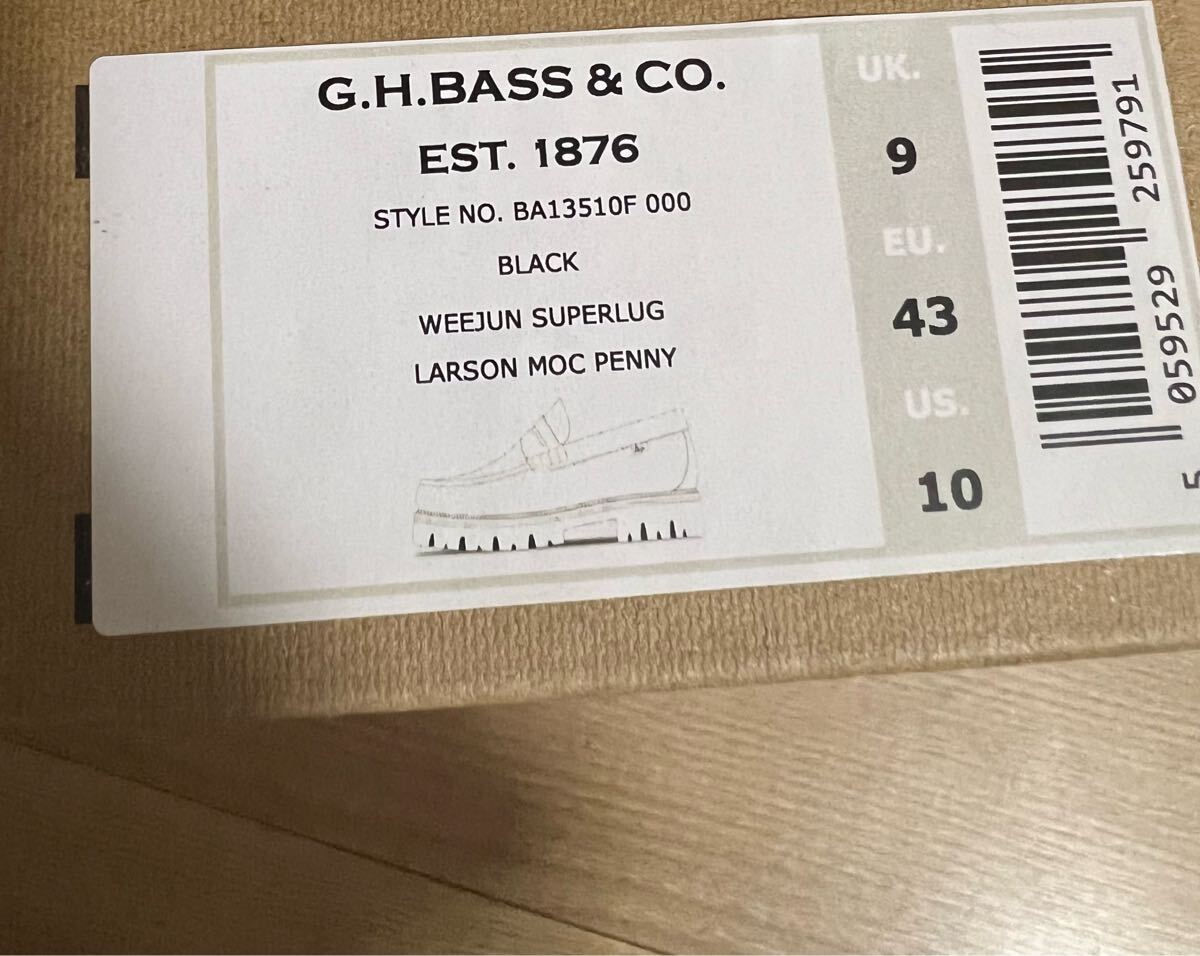 G.H.BASS & CO.
EST. 1876
STYLE NO. BA13510F 000
BLACK
WEEJUN SUPERLUG
LARSON MOC PENNY
UK.
9
EU.
43
US.
10
5 059529 259791